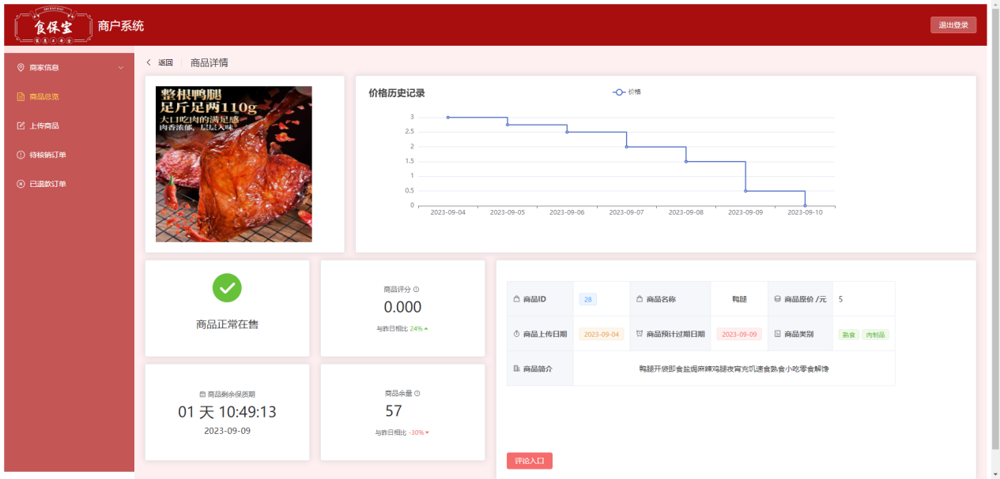 食保宝
商户系统
退出登录
商家信息
商品总览
上传商品
待核销订单
已退款订单
返回
商品详情
整根鸭腿
足斤足两110g
大口吃肉的满足感
肉香浓郁，层层入味
价格历史记录
价格
3
2.5
2
1.5
1
0.5
0
2023-09-04 2023-09-05 2023-09-06 2023-09-07 2023-09-08 2023-09-09 2023-09-10
商品正常在售
商品评分
0.000
与昨日相比 24%
商品剩余保质期
01 天 10:49:13
2023-09-09
商品余量
57
与昨日相比 -30%
商品ID 28 商品名称 鸭腿 商品原价 /元 5
商品上传日期 2023-09-04 商品预计过期日期 2023-09-09 商品类别 熟食 肉制品
商品简介 鸭腿开袋即食盐焗麻辣鸡腿夜宵充饥速食熟食小吃零食解馋
评论入口